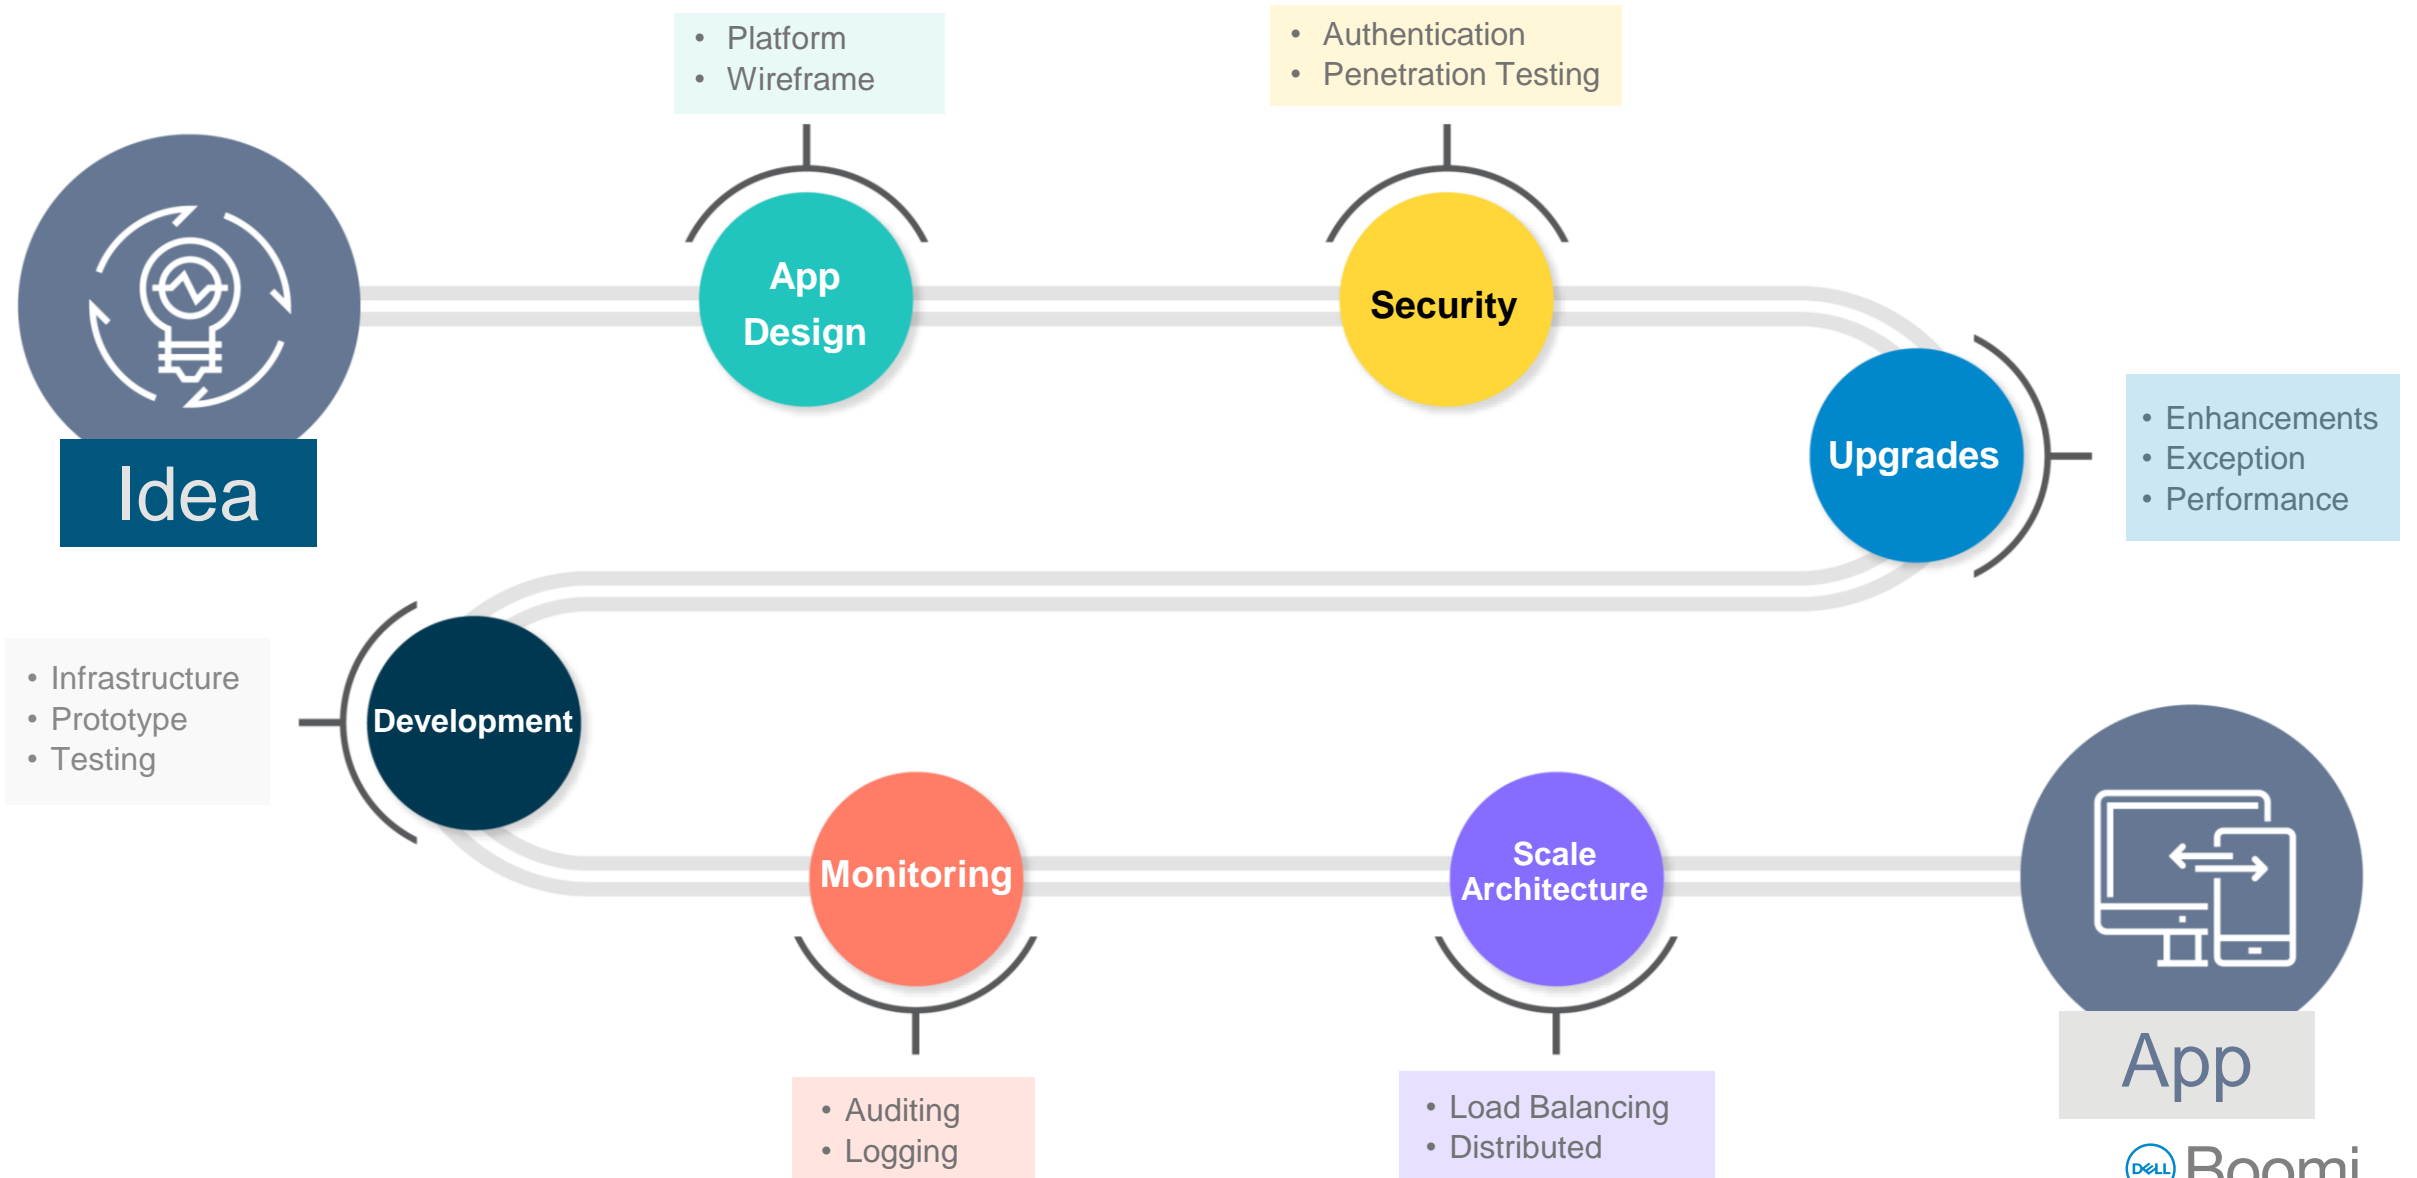 • Platform
• Wireframe
• Authentication
• Penetration Testing
App
Design
Security
Idea
Upgrades
• Enhancements
• Exception
• Performance
• Infrastructure
• Prototype
• Testing
Development
Monitoring
Scale
Architecture
App
• Auditing
• Logging
• Load Balancing
• Distributed
DELL Boomi